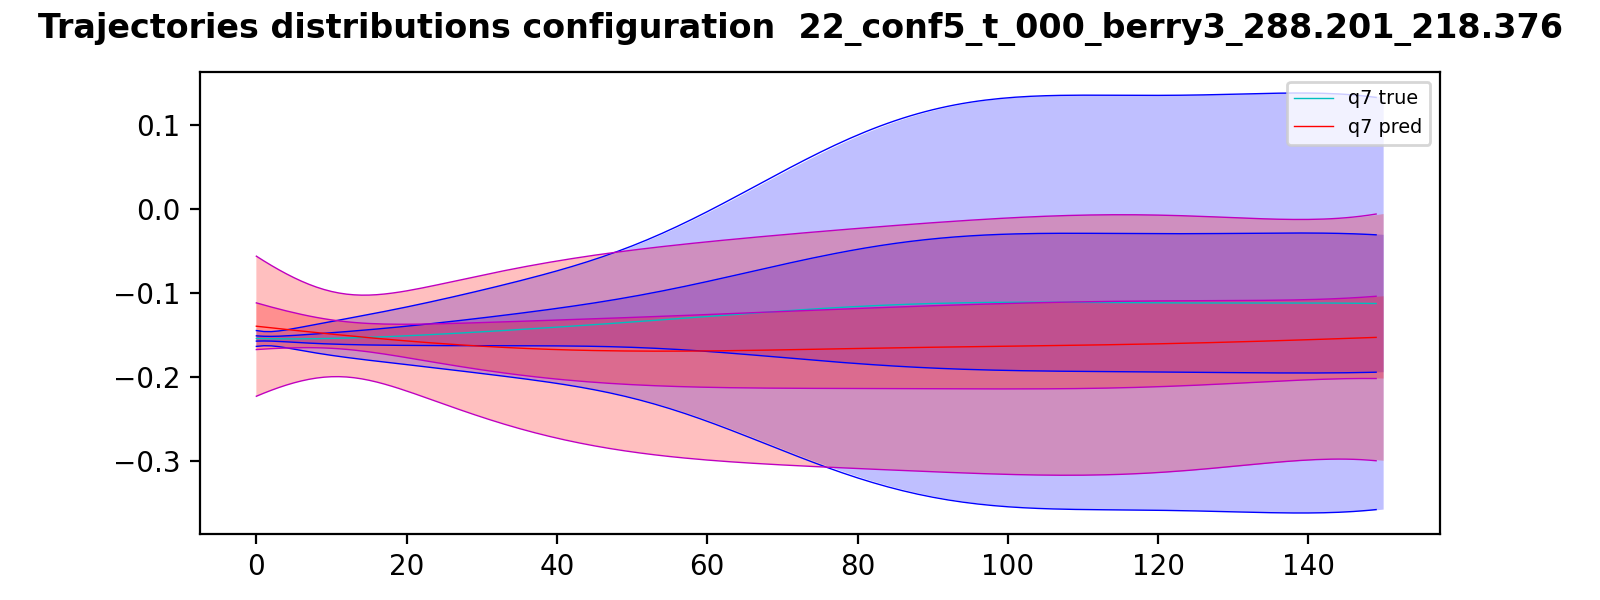 Trajectories distributions configuration  22_conf5_t_000_berry3_288.201_218.376
q7 true
q7 pred
0.1
0.0
−0.1
−0.2
−0.3
0 20 40 60 80 100 120 140